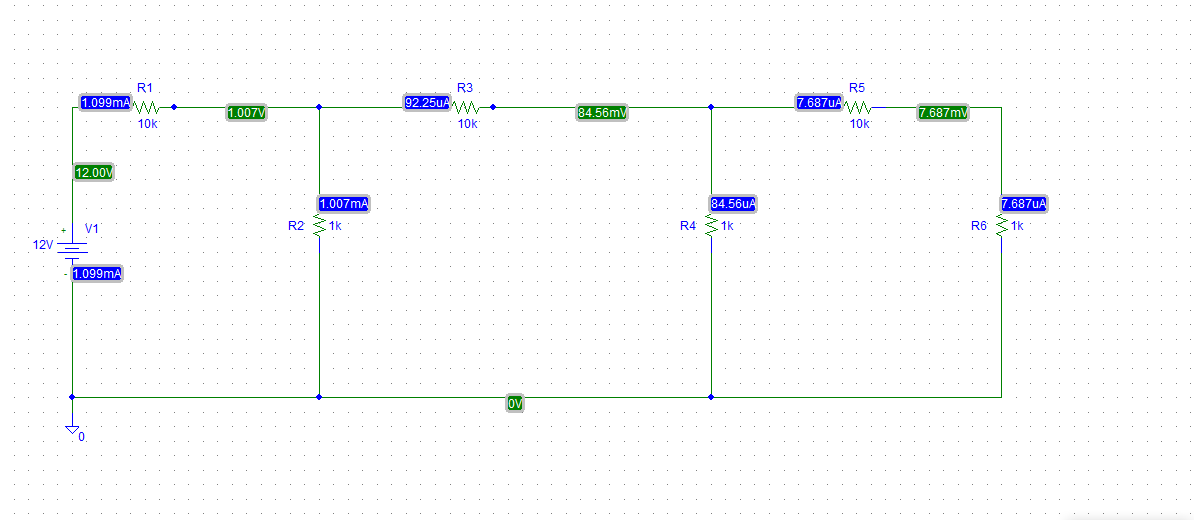 R1
R3
R5
1.099mA
92.25uA
7.687uA
1.007V
84.56mV
7.687mV
10k
10k
10k
12.00V
1.007mA
84.56uA
7.687uA
+
V1
R2
1k
R4
1k
R6
1k
12V
-
1.099mA
0V
0